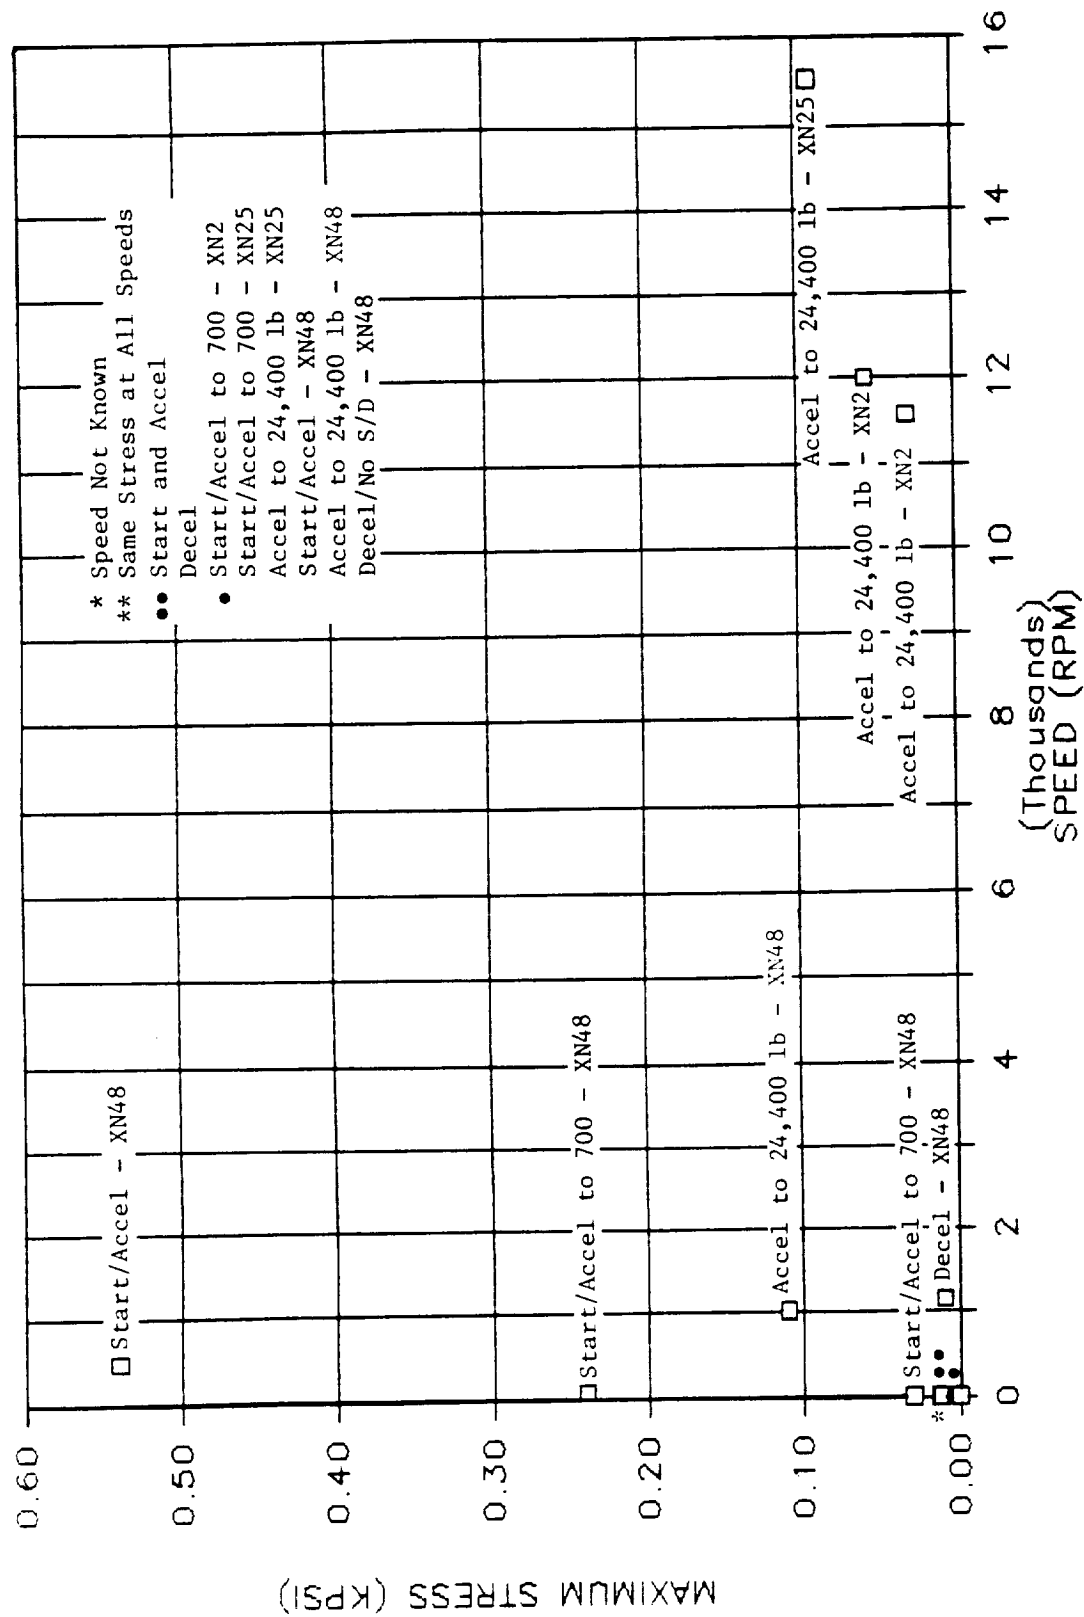 0.60
0.50
0.40
0.30
0.20
0.10
0.00
MAXIMUM STRESS (KPSI)
* Speed Not Known
** Same Stress at All Speeds
●● Start and Accel
Decel
● Start/Accel to 700 - XN2
Start/Accel to 700 - XN25
Accel to 24,400 lb - XN25
Start/Accel - XN48
Accel to 24,400 lb - XN48
Decel/No S/D - XN48
Start/Accel - XN48
Start/Accel to 700 - XN48
Accel to 24,400 lb - XN48
Accel to 24,400 lb - XN25
Accel to 24,400 lb - XN2
Accel to 24,400 lb - XN2
Start/Accel to 700 - XN48
Decel - XN48
*
0
2
4
6
8
10
12
14
16
(Thousands)
SPEED (RPM)